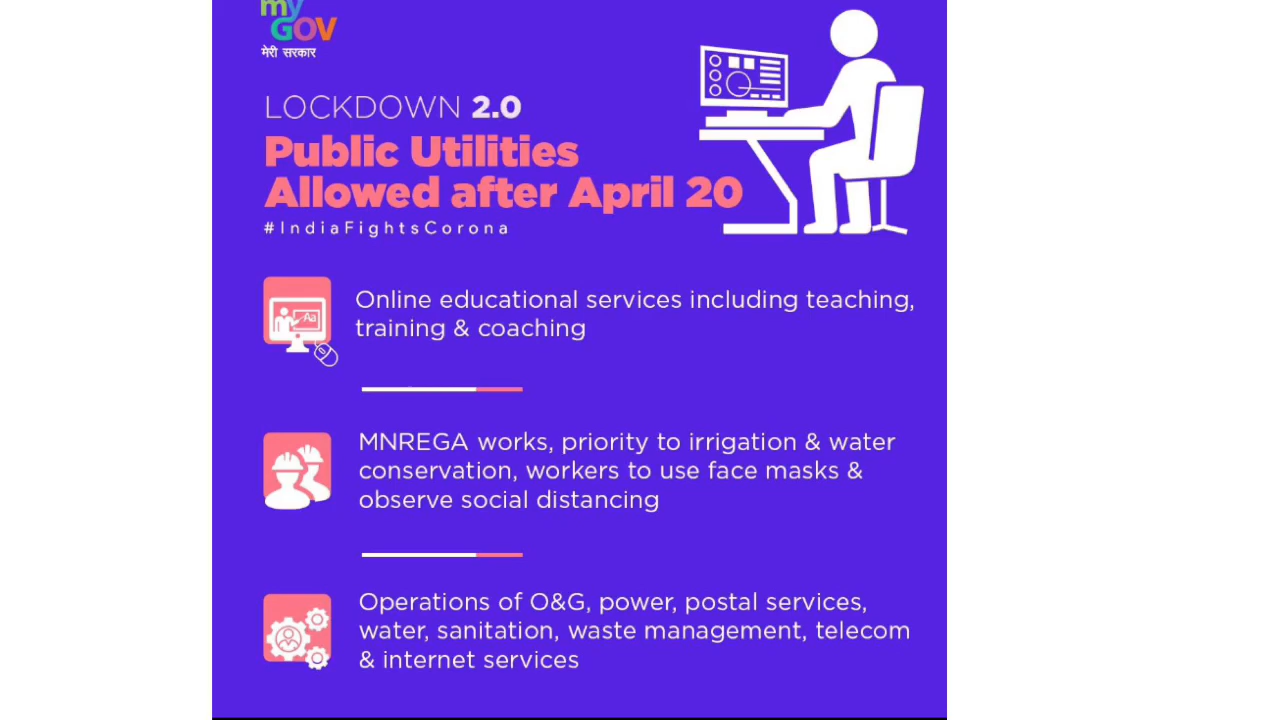 my
GOV
मेरी सरकार
LOCKDOWN 2.0
Public Utilities
Allowed after April 20
#IndiaFightsCorona
Aa
Online educational services including teaching,
training & coaching
MNREGA works, priority to irrigation & water
conservation, workers to use face masks &
observe social distancing
Operations of O&G, power, postal services,
water, sanitation, waste management, telecom
& internet services